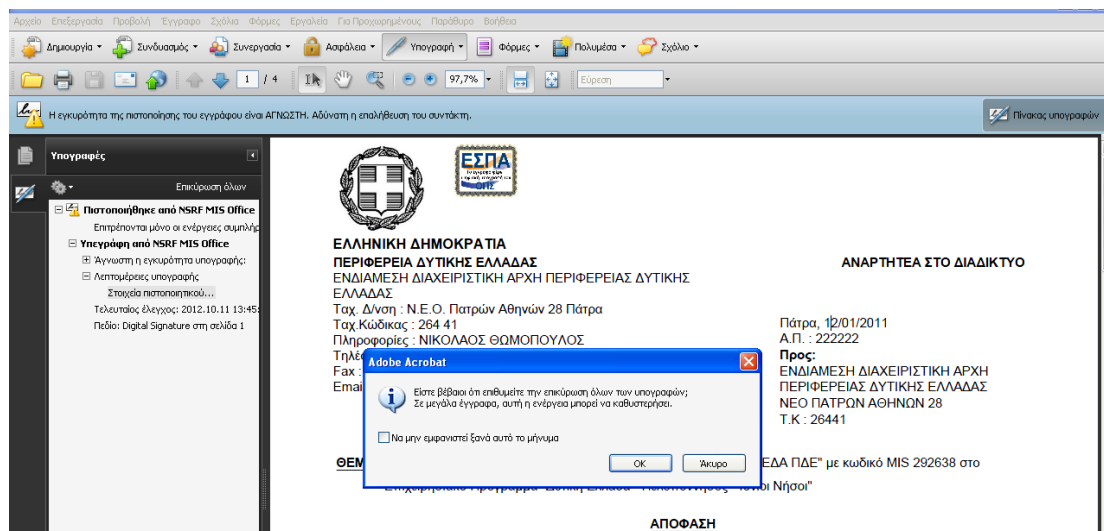 Αρχείο Επεξεργασία Προβολή Έγγραφο Σχόλια Φόρμες Εργαλεία Για Προχωρημένους Παράθυρο Βοήθεια
Δημιουργία Συνδυασμός Συνεργασία Ασφάλεια Υπογραφή Φόρμες Πολυμέσα Σχόλιο
1 / 4 97,7% Εύρεση
Η εγκυρότητα της πιστοποίησης του εγγράφου είναι ΑΓΝΩΣΤΗ. Αδύνατη η επαλήθευση του συντάκτη.
Πίνακας υπογραφών
Υπογραφές
Επικύρωση όλων
Πιστοποιήθηκε από NSRF MIS Office
Επιτρέπονται μόνο οι ενέργειες συμπλήρ
Υπεγράφη από NSRF MIS Office
Άγνωστη η εγκυρότητα υπογραφής:
Λεπτομέρειες υπογραφής
Στοιχεία πιστοποιητικού...
Τελευταίος έλεγχος: 2012.10.11 13:45:
Πεδίο: Digital Signature στη σελίδα 1
ΕΣΠΑ
ΟΠΣ
ΕΛΛΗΝΙΚΗ ΔΗΜΟΚΡΑΤΙΑ
ΠΕΡΙΦΕΡΕΙΑ ΔΥΤΙΚΗΣ ΕΛΛΑΔΑΣ
ΕΝΔΙΑΜΕΣΗ ΔΙΑΧΕΙΡΙΣΤΙΚΗ ΑΡΧΗ ΠΕΡΙΦΕΡΕΙΑΣ ΔΥΤΙΚΗΣ
ΕΛΛΑΔΑΣ
Ταχ. Δ/νση : Ν.Ε.Ο. Πατρών Αθηνών 28 Πάτρα
Ταχ.Κώδικας : 264 41
Πληροφορίες : ΝΙΚΟΛΑΟΣ ΘΩΜΟΠΟΥΛΟΣ
Τηλέ
Fax :
Emai
ΑΝΑΡΤΗΤΕΑ ΣΤΟ ΔΙΑΔΙΚΤΥΟ
Πάτρα, 12/01/2011
Α.Π. : 222222
Προς:
ΕΝΔΙΑΜΕΣΗ ΔΙΑΧΕΙΡΙΣΤΙΚΗ ΑΡΧΗ
ΠΕΡΙΦΕΡΕΙΑΣ ΔΥΤΙΚΗΣ ΕΛΛΑΔΑΣ
ΝΕΟ ΠΑΤΡΩΝ ΑΘΗΝΩΝ 28
Τ.Κ : 26441
Adobe Acrobat
Είστε βέβαιοι ότι επιθυμείτε την επικύρωση όλων των υπογραφών;
Σε μεγάλα έγγραφα, αυτή η ενέργεια μπορεί να καθυστερήσει.
Να μην εμφανιστεί ξανά αυτό το μήνυμα
OK Άκυρο
ΘΕΜ ΕΔΑ ΠΔΕ" με κωδικό MIS 292638 στο
Νήσοι"
ΑΠΟΦΑΣΗ